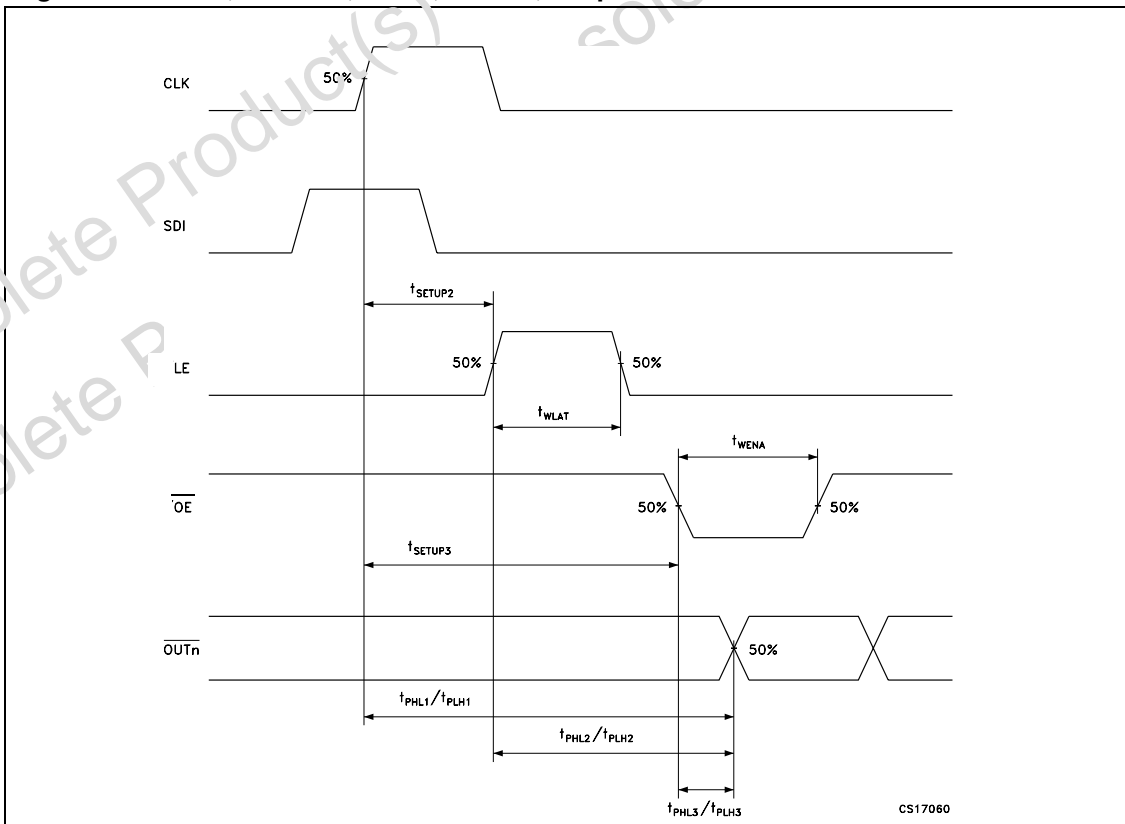 CLK
50%
SDI
tSETUP2
LE
50%
50%
tWLAT
tWENA
OE
50%
50%
tSETUP3
OUTn
50%
tPHL1/tPLH1
tPHL2/tPLH2
tPHL3/tPLH3
CS17060
Product(s)